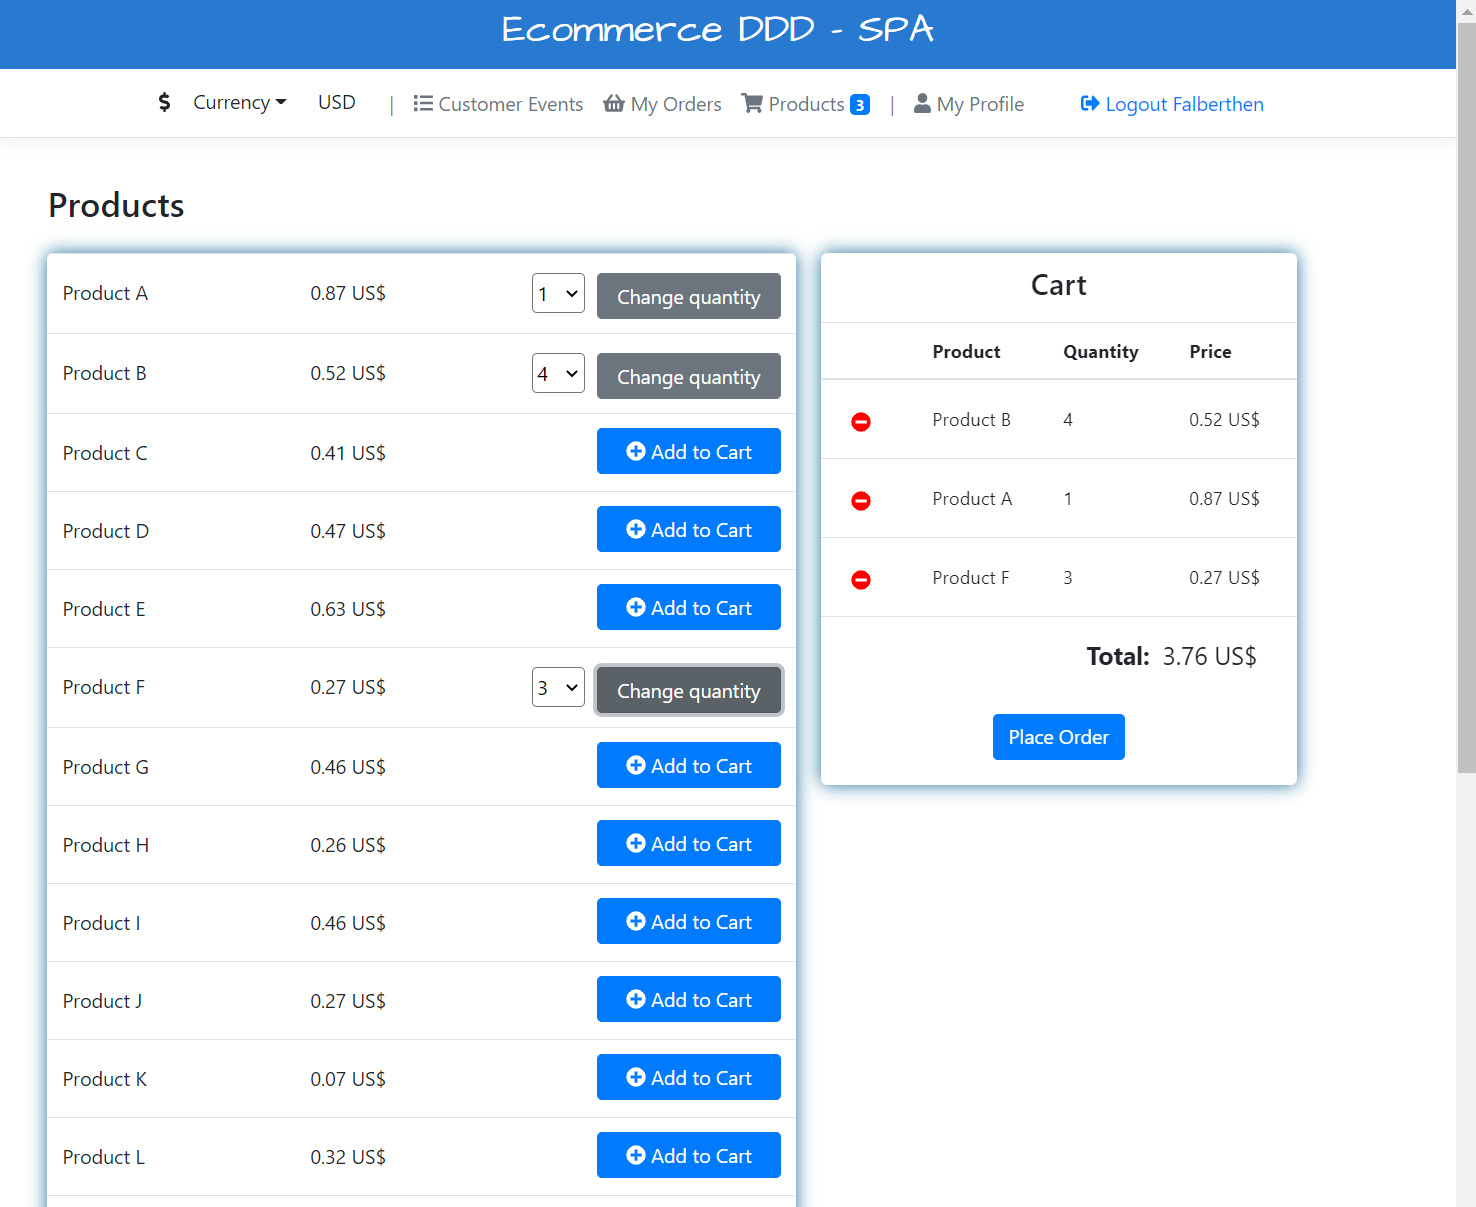 Ecommerce DDD - SPA
$ Currency USD | Customer Events My Orders Products 3 | My Profile Logout Falberthen
Products
Product A 0.87 US$ 1 Change quantity
Product B 0.52 US$ 4 Change quantity
Product C 0.41 US$ Add to Cart
Product D 0.47 US$ Add to Cart
Product E 0.63 US$ Add to Cart
Product F 0.27 US$ 3 Change quantity
Product G 0.46 US$ Add to Cart
Product H 0.26 US$ Add to Cart
Product I 0.46 US$ Add to Cart
Product J 0.27 US$ Add to Cart
Product K 0.07 US$ Add to Cart
Product L 0.32 US$ Add to Cart
Cart
Product Quantity Price
Product B 4 0.52 US$
Product A 1 0.87 US$
Product F 3 0.27 US$
Total: 3.76 US$
Place Order